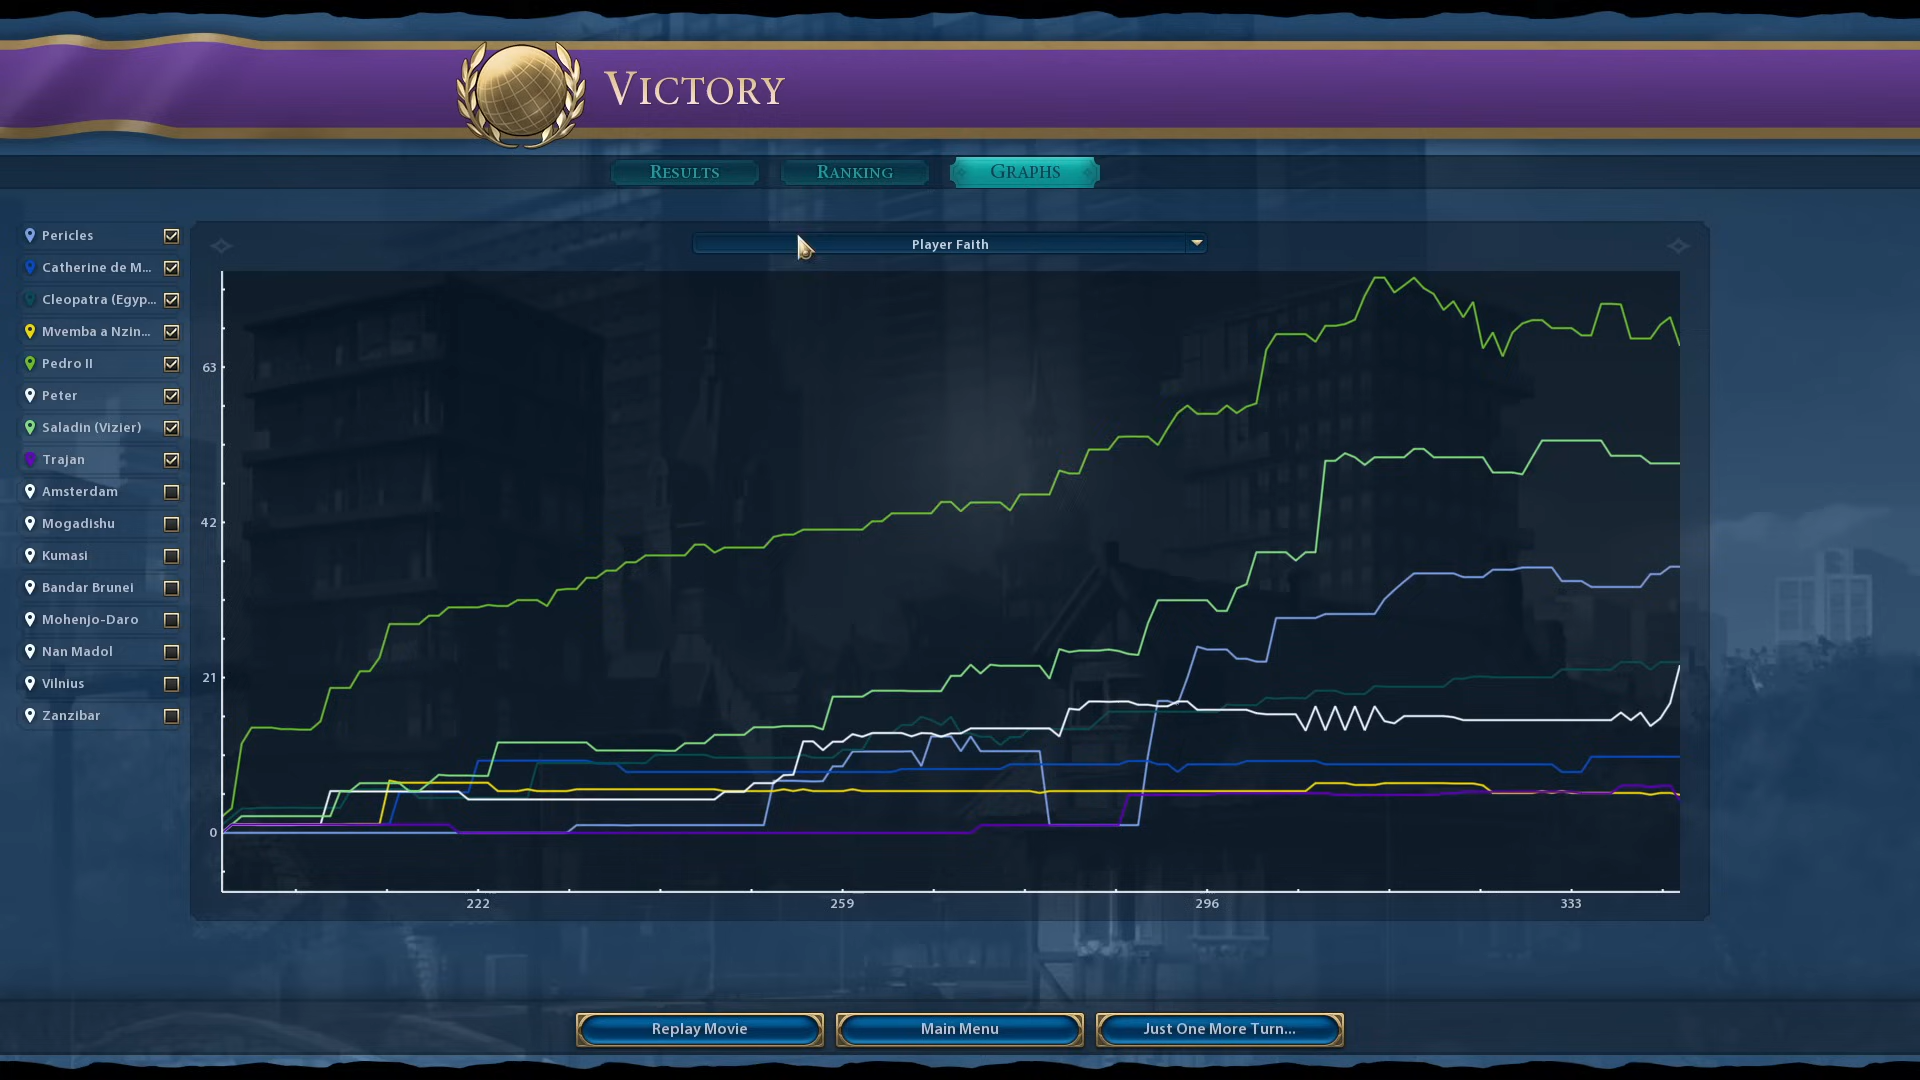 VICTORY
RESULTS
RANKING
GRAPHS
Pericles
Catherine de M...
Cleopatra (Egyp...
Mvemba a Nzin...
Pedro II
Peter
Saladin (Vizier)
Trajan
Amsterdam
Mogadishu
Kumasi
Bandar Brunei
Mohenjo-Daro
Nan Madol
Vilnius
Zanzibar
Player Faith
63
42
21
0
222
259
296
333
Replay Movie
Main Menu
Just One More Turn...